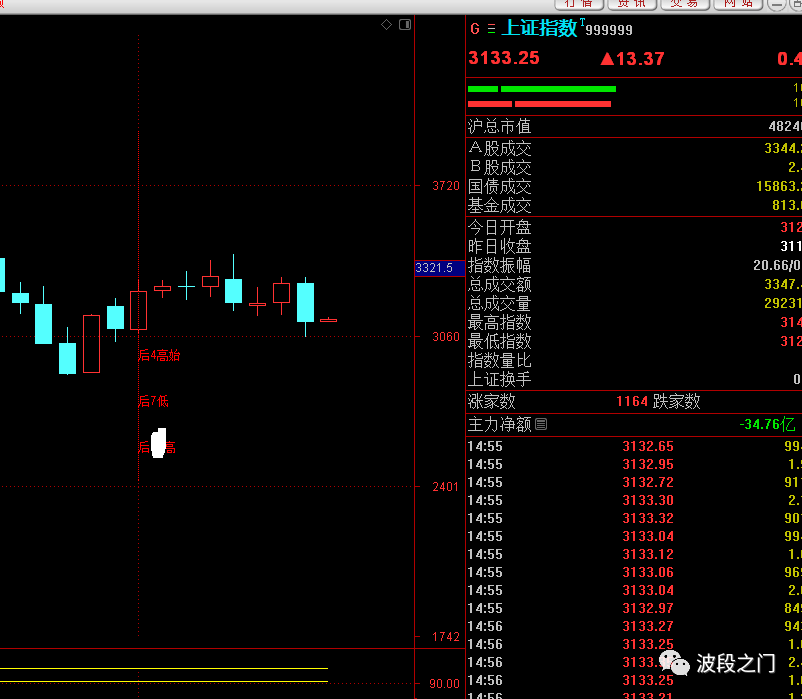 行情 资讯 交易 网站
G 上证指数T999999
3133.25 ▲13.37 0.4
沪总市值 4824
A股成交 3344.
B股成交 2.
国债成交 15863.
基金成交 813.
今日开盘 312
昨日收盘 311
指数振幅 20.66/0
总成交额 3347.
总成交量 29231
最高指数 314
最低指数 312
指数量比
上证换手 0
涨家数 1164 跌家数
主力净额 -34.76亿
14:55 3132.65 99
14:55 3132.95 1.
14:55 3132.72 91
14:55 3133.30 2.
14:55 3133.32 90
14:55 3133.04 99
14:55 3133.12 1.
14:55 3133.06 96
14:55 3133.04 2.
14:55 3132.97 84
14:56 3133.27 94
14:56 3133.25 1.
14:56 3133. 2.
14:56 3133.25 1.
14:56 3133.21
3720
3321.5
3060
2401
1742
90.00
后4高始
后7低
后 高
波段之门